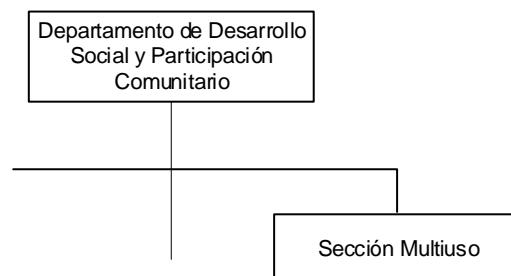 Departamento de Desarrollo
Social y Participación
Comunitario
Sección Multiuso